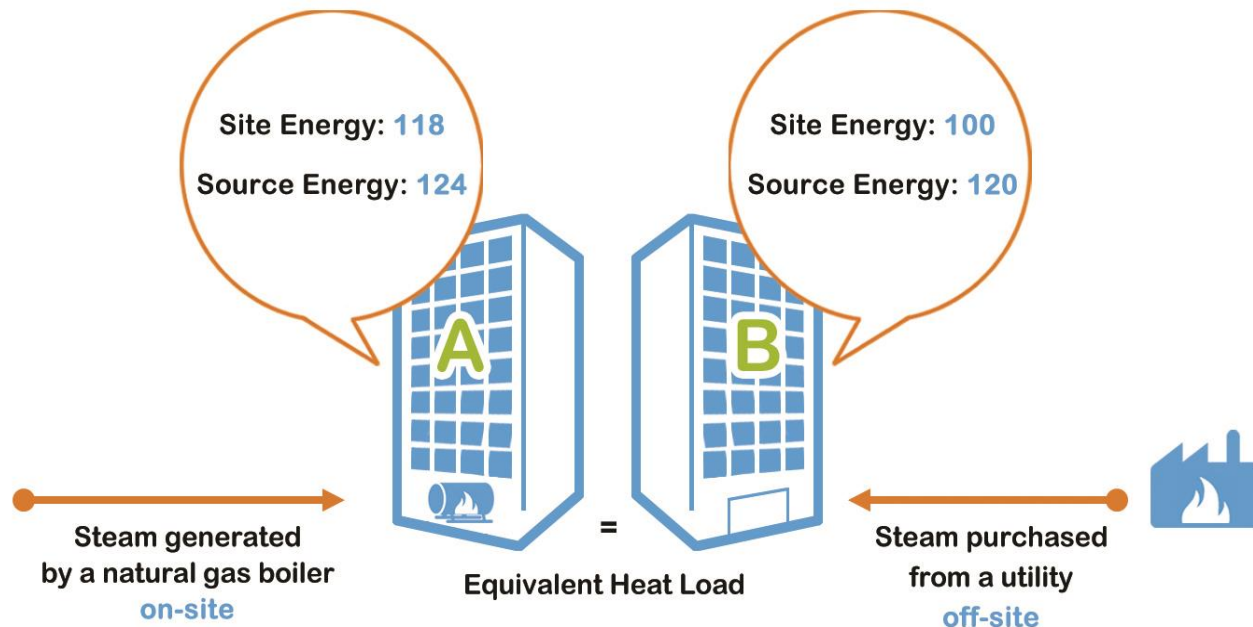 Site Energy: 118
Source Energy: 124
Site Energy: 100
Source Energy: 120
A
B
=
Equivalent Heat Load
Steam generated
by a natural gas boiler
on-site
Steam purchased
from a utility
off-site